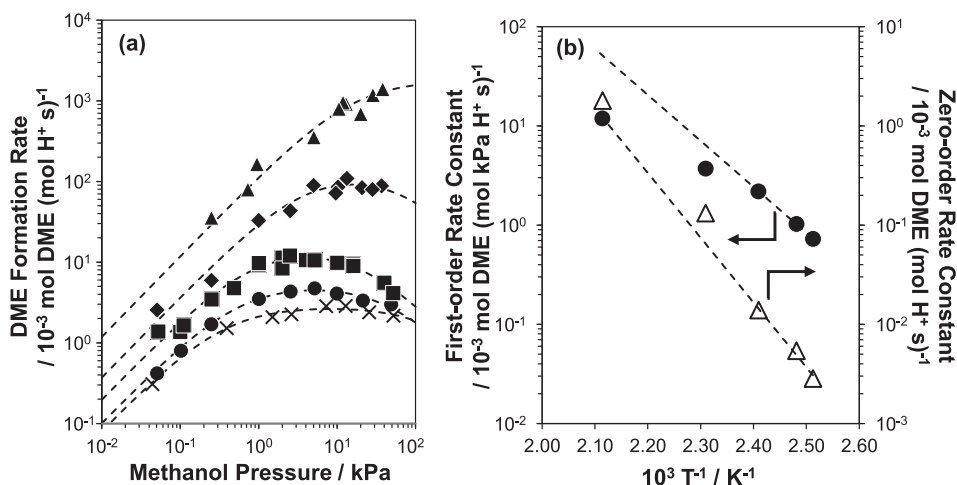 (a)
DME Formation Rate
/ 10⁻³ mol DME (mol H⁺ s)⁻¹
10⁴
10³
10²
10¹
10⁰
10⁻¹
10⁻² 10⁻¹ 10⁰ 10¹ 10²
Methanol Pressure / kPa
(b)
First-order Rate Constant
/ 10⁻³ mol DME (mol kPa H⁺ s)⁻¹
10²
10¹
10⁰
10⁻¹
10⁻²
2.00 2.10 2.20 2.30 2.40 2.50 2.60
10³ T⁻¹ / K⁻¹
10¹
10⁰
10⁻¹
10⁻²
10⁻³
Zero-order Rate Constant
/ 10⁻³ mol DME (mol H⁺ s)⁻¹